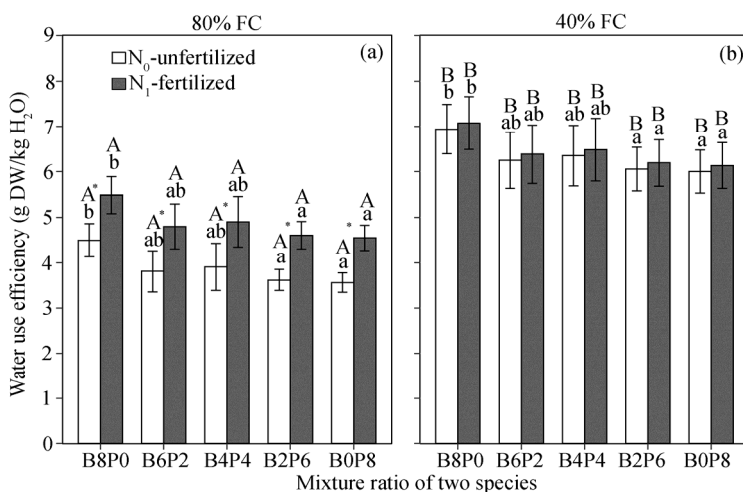 80% FC
40% FC
Water use efficiency (g DW/kg H₂O)
9
8
7
6
5
4
3
2
1
0
(a)
N₀-unfertilized
N₁-fertilized
A* A A* A A* A A* A A* A
b b ab ab ab ab a a a a
(b)
B B B B B B B B B B
b b ab ab ab ab a a a a
B8P0 B6P2 B4P4 B2P6 B0P8
B8P0 B6P2 B4P4 B2P6 B0P8
Mixture ratio of two species